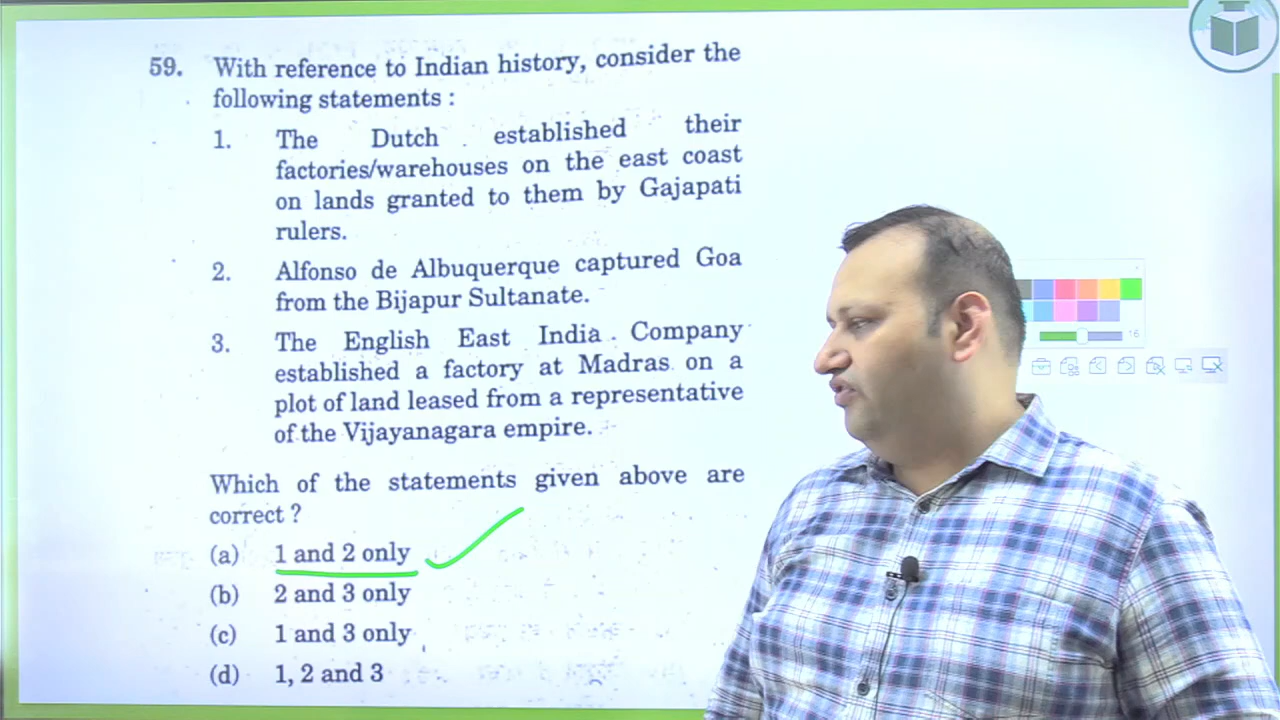 59. With reference to Indian history, consider the
following statements :
1. The Dutch established their
factories/warehouses on the east coast
on lands granted to them by Gajapati
rulers.
2. Alfonso de Albuquerque captured Goa
from the Bijapur Sultanate.
3. The English East India Company
established a factory at Madras on a
plot of land leased from a representative
of the Vijayanagara empire.
Which of the statements given above are
correct ?
(a) 1 and 2 only
(b) 2 and 3 only
(c) 1 and 3 only
(d) 1, 2 and 3
16